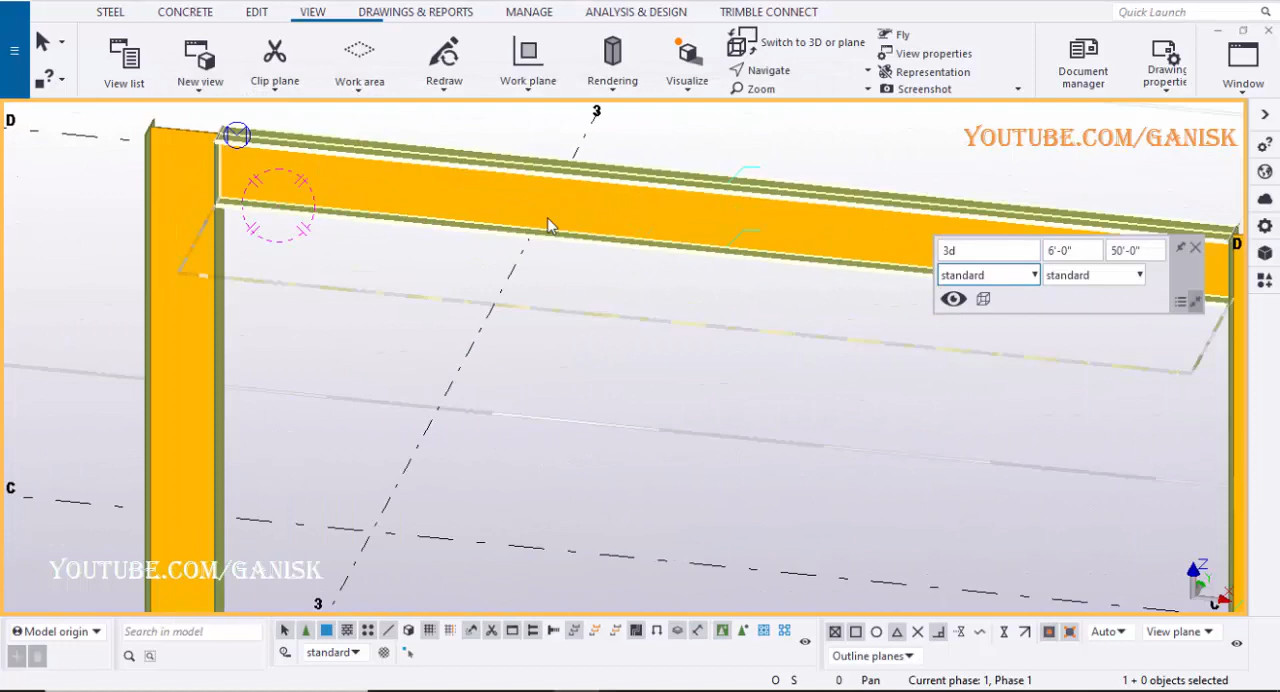 STEEL CONCRETE EDIT VIEW DRAWINGS & REPORTS MANAGE ANALYSIS & DESIGN TRIMBLE CONNECT Quick Launch
View list
New view
Clip plane
Work area
Redraw
Work plane
Rendering
Visualize
Switch to 3D or plane
Navigate
Zoom
Fly
View properties
Representation
Screenshot
Document manager
Drawing properties
Window
D
3
YOUTUBE.COM/GANISK
3d 6'-0" 50'-0"
standard standard
D
C
YOUTUBE.COM/GANISK
3
Z
C
Model origin Search in model
standard
Auto View plane
Outline planes
O S 0 Pan Current phase: 1, Phase 1 1 + 0 objects selected